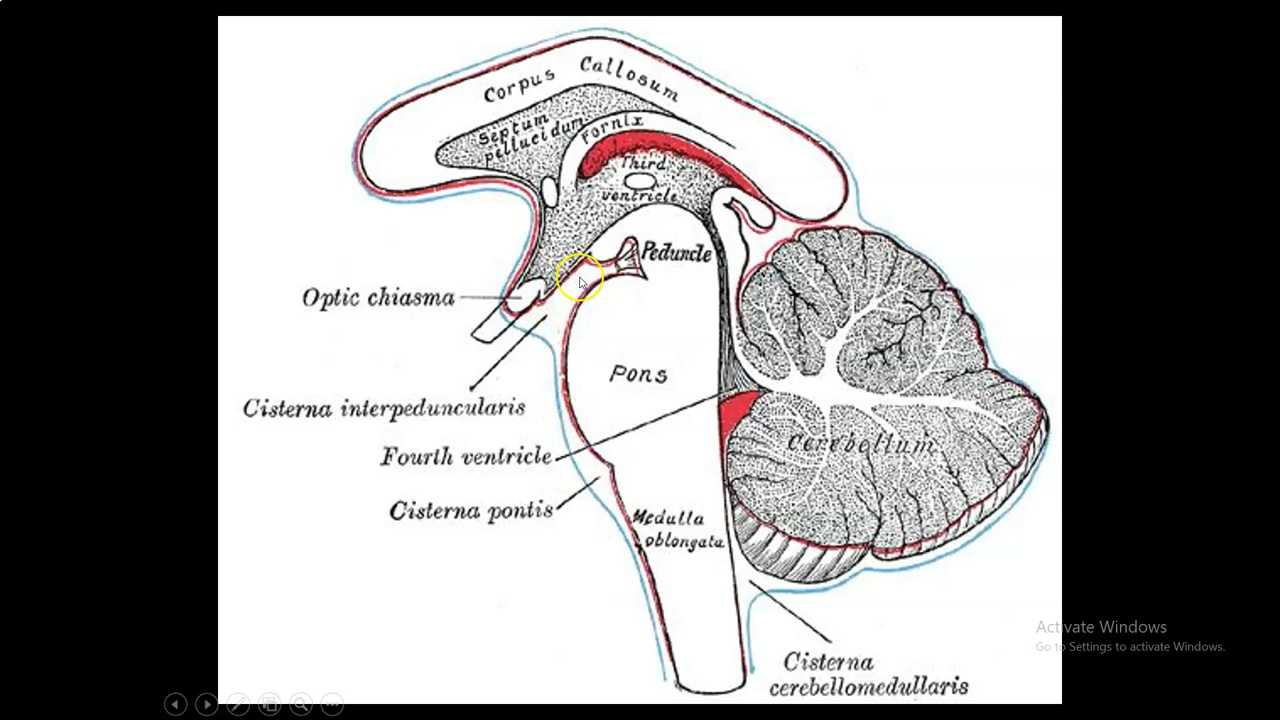 Corpus Callosum
Septum
pellucidum
Fornix
Third
ventricle
Peduncle
Optic chiasma
Pons
Cisterna interpeduncularis
Fourth ventricle
Cerebellum
Cisterna pontis
Medulla
oblongata
Cisterna
cerebellomedullaris
Activate Windows
Go to Settings to activate Windows.